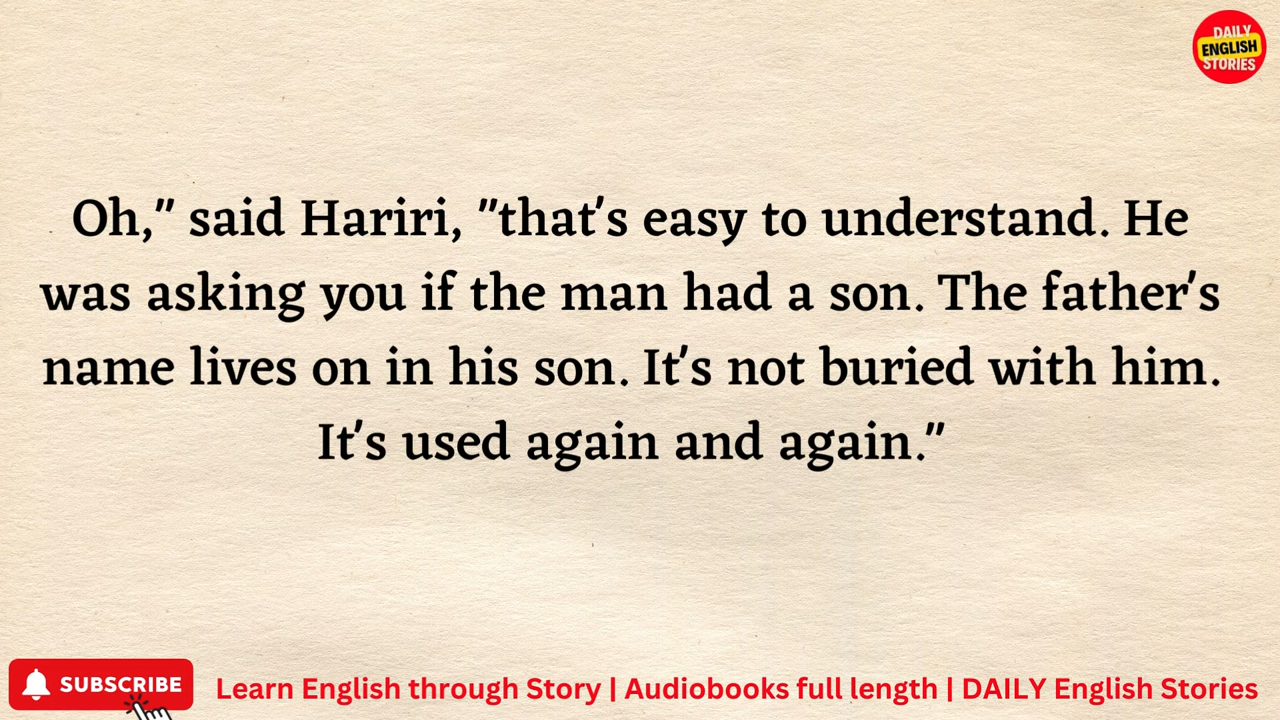 DAILY
ENGLISH
STORIES
Oh," said Hariri, "that's easy to understand. He
was asking you if the man had a son. The father's
name lives on in his son. It's not buried with him.
It's used again and again."
SUBSCRIBE
Learn English through Story | Audiobooks full length | DAILY English Stories